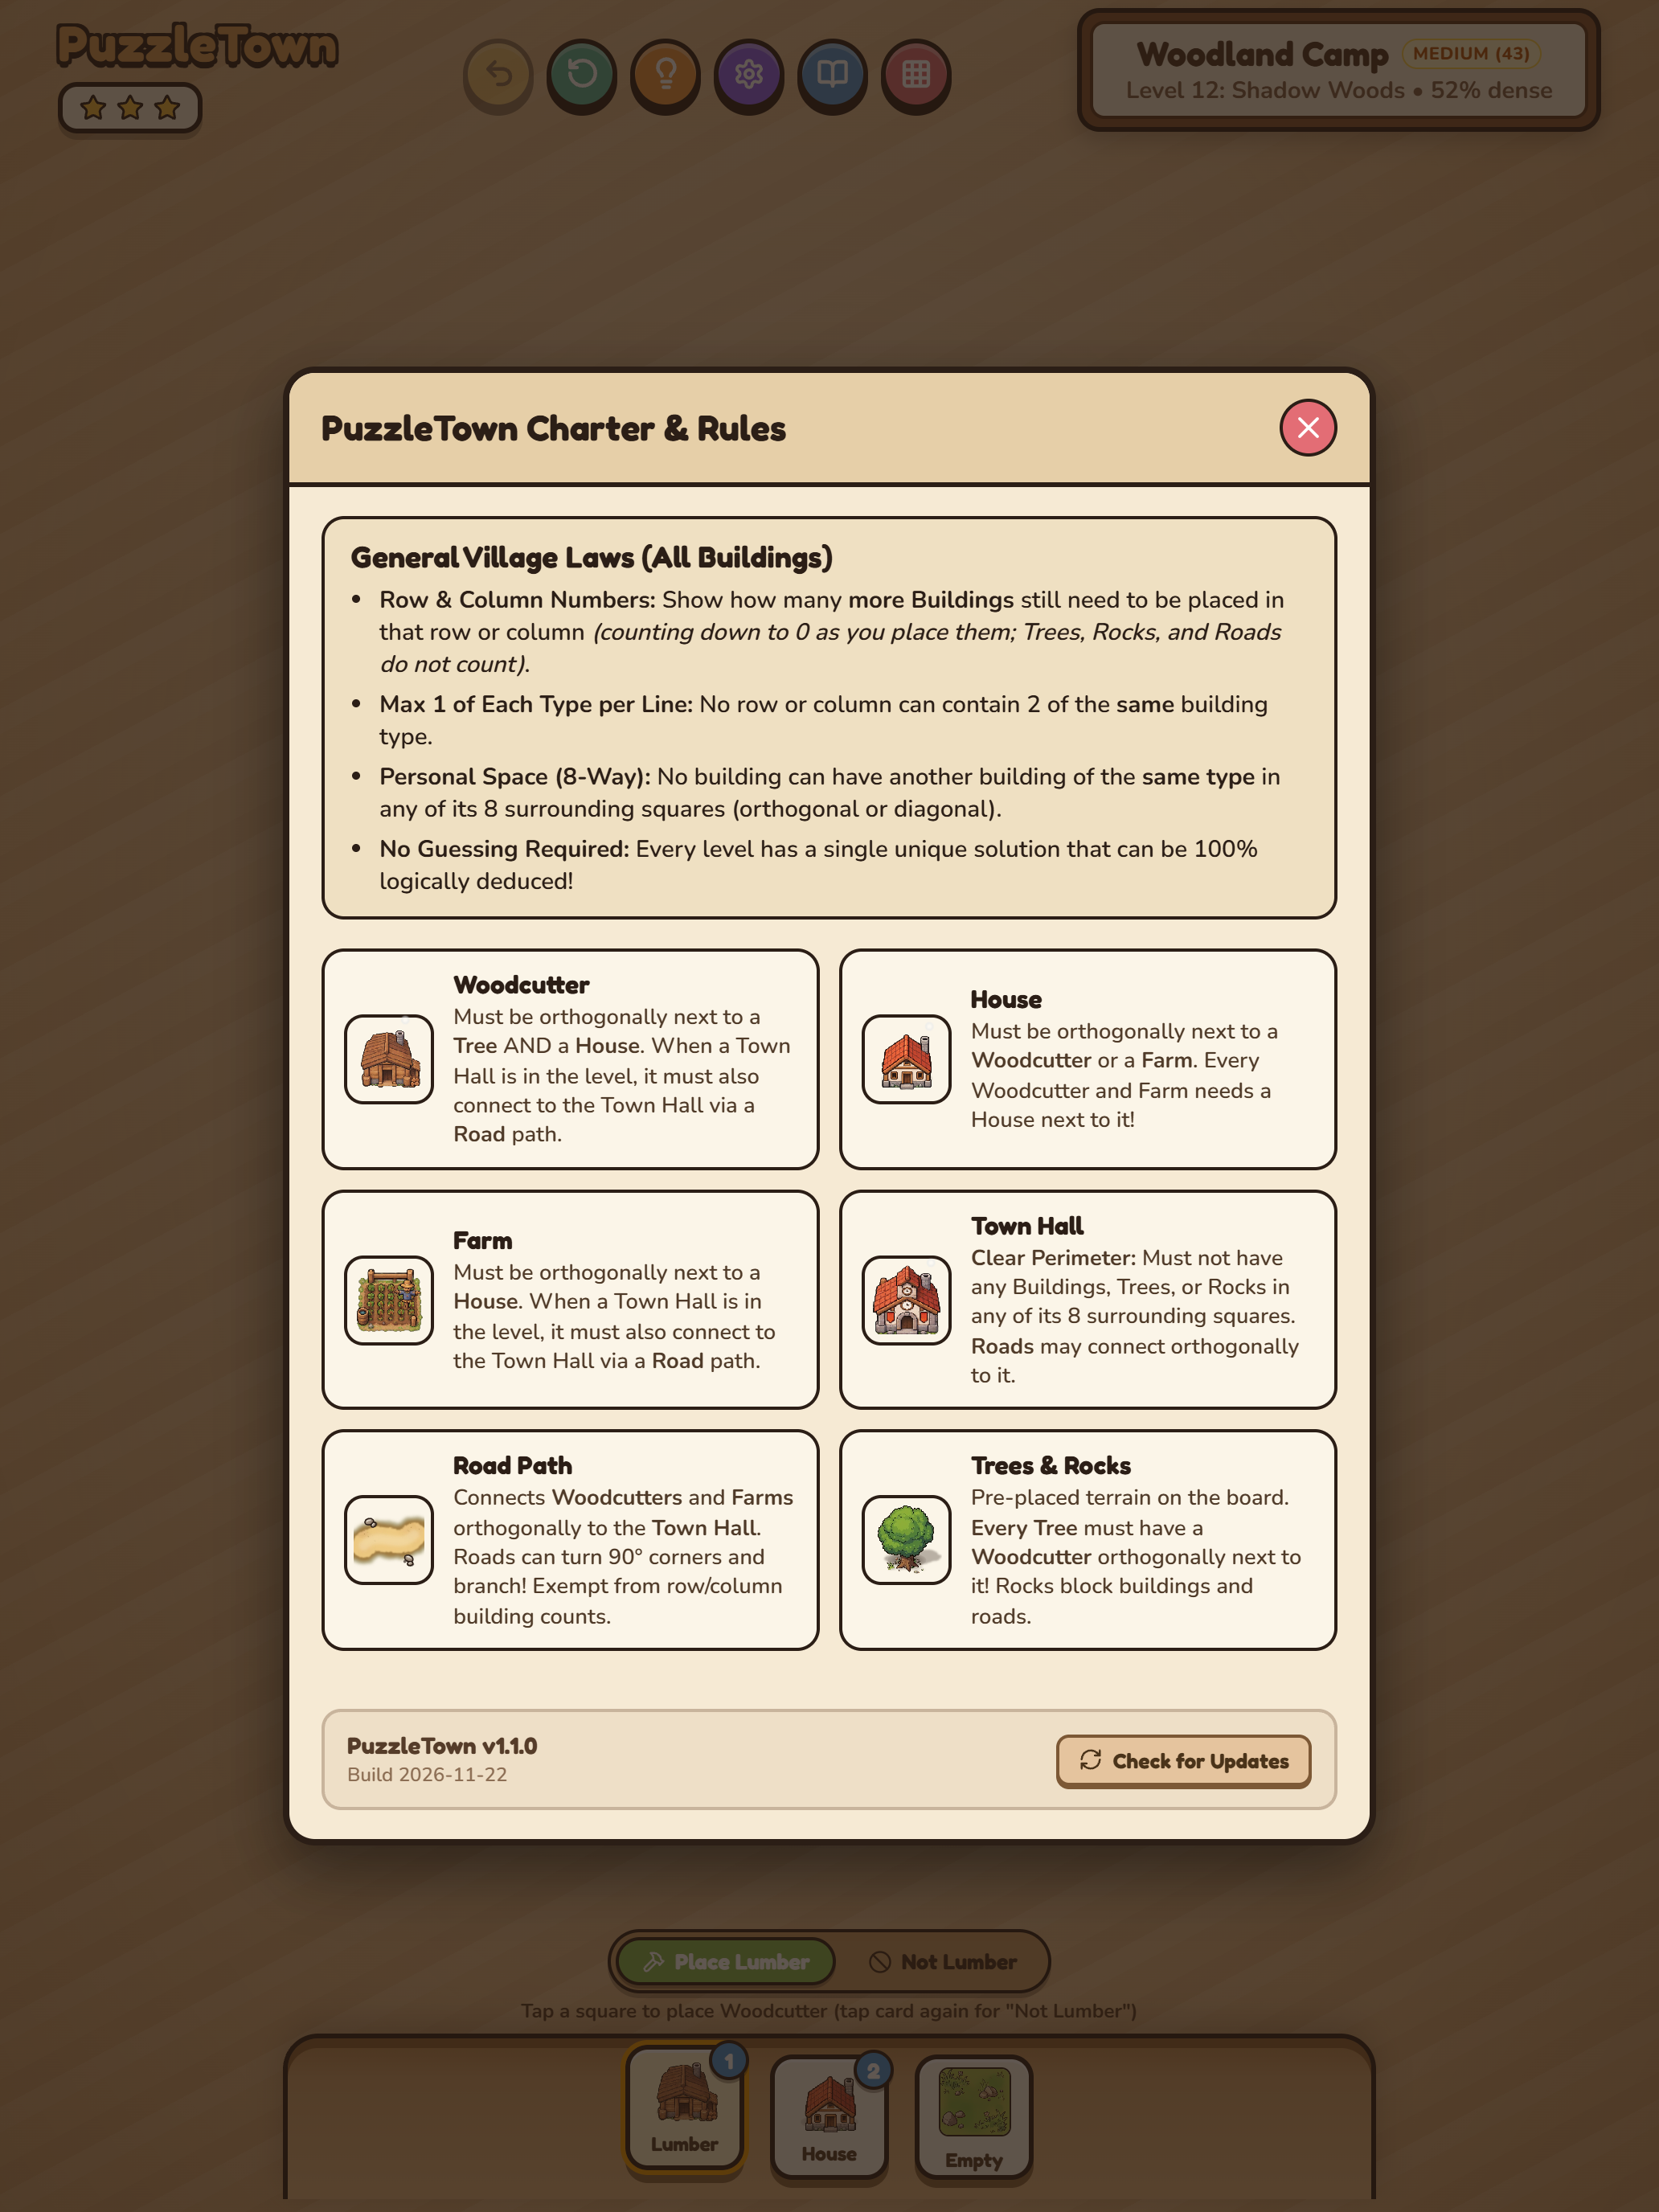 PuzzleTown
Woodland Camp MEDIUM (43)
Level 12: Shadow Woods • 52% dense
PuzzleTown Charter & Rules
General Village Laws (All Buildings)
• Row & Column Numbers: Show how many more Buildings still need to be placed in
that row or column (counting down to 0 as you place them; Trees, Rocks, and Roads
do not count).
• Max 1 of Each Type per Line: No row or column can contain 2 of the same building
type.
• Personal Space (8-Way): No building can have another building of the same type in
any of its 8 surrounding squares (orthogonal or diagonal).
• No Guessing Required: Every level has a single unique solution that can be 100%
logically deduced!
Woodcutter
Must be orthogonally next to a
Tree AND a House. When a Town
Hall is in the level, it must also
connect to the Town Hall via a
Road path.
House
Must be orthogonally next to a
Woodcutter or a Farm. Every
Woodcutter and Farm needs a
House next to it!
Farm
Must be orthogonally next to a
House. When a Town Hall is in
the level, it must also connect to
the Town Hall via a Road path.
Town Hall
Clear Perimeter: Must not have
any Buildings, Trees, or Rocks in
any of its 8 surrounding squares.
Roads may connect orthogonally
to it.
Road Path
Connects Woodcutters and Farms
orthogonally to the Town Hall.
Roads can turn 90° corners and
branch! Exempt from row/column
building counts.
Trees & Rocks
Pre-placed terrain on the board.
Every Tree must have a
Woodcutter orthogonally next to
it! Rocks block buildings and
roads.
PuzzleTown v1.1.0
Build 2026-11-22
Check for Updates
Place Lumber
Not Lumber
Tap a square to place Woodcutter (tap card again for "Not Lumber")
1
Lumber
2
House
Empty